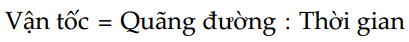 Vận tốc = Quãng đường : Thời gian